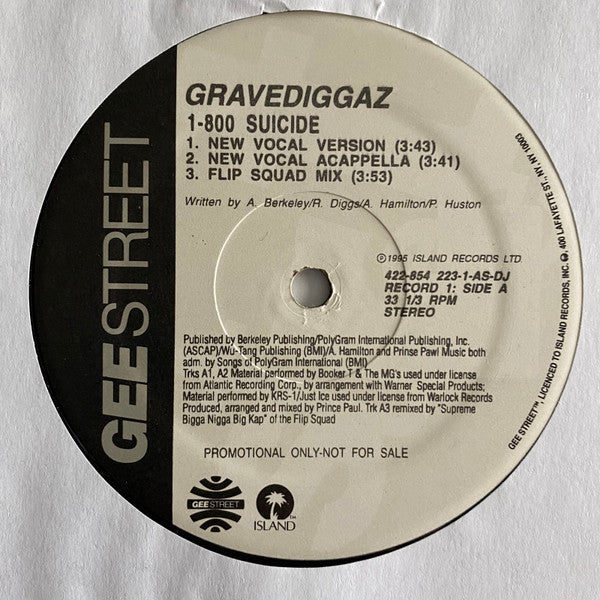 GEE STREET
GRAVEDIGGAZ
1-800 SUICIDE
1. NEW VOCAL VERSION (3:43)
2. NEW VOCAL ACAPPELLA (3:41)
3. FLIP SQUAD MIX (3:53)
Written by A. Berkeley/R. Diggs/A. Hamilton/P. Huston
℗©1995 ISLAND RECORDS LTD.
422-854 223-1-AS-DJ
RECORD 1: SIDE A
33 1/3 RPM
STEREO
Published by Berkeley Publishing/PolyGram International Publishing, Inc.
(ASCAP)/Wu-Tang Publishing (BMI)/A. Hamilton and Prinse Pawl Music both
adm. by Songs of PolyGram International (BMI)
Trks A1, A2 Material performed by Booker T & The MG's used under license
from Atlantic Recording Corp., by arrangement with Warner Special Products;
Material performed by KRS-1/Just Ice used under license from Warlock Records
Produced, arranged and mixed by Prince Paul. Trk A3 remixed by "Supreme
Bigga Nigga Big Kap" of the Flip Squad
PROMOTIONAL ONLY-NOT FOR SALE
GEE STREET
ISLAND™
GEE STREET™, LICENCED TO ISLAND RECORDS, INC. 400 LAFAYETTE ST., NY, NY 10003